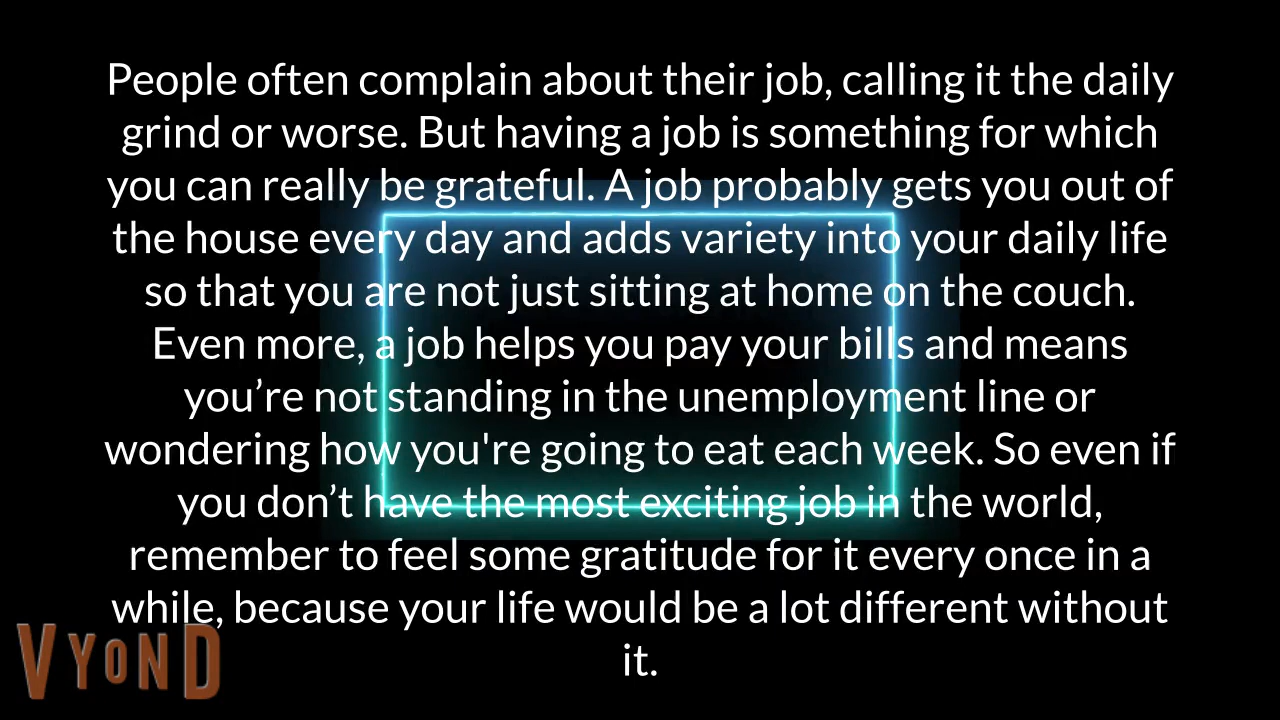 People often complain about their job, calling it the daily
grind or worse. But having a job is something for which
you can really be grateful. A job probably gets you out of
the house every day and adds variety into your daily life
so that you are not just sitting at home on the couch.
Even more, a job helps you pay your bills and means
you’re not standing in the unemployment line or
wondering how you're going to eat each week. So even if
you don’t have the most exciting job in the world,
remember to feel some gratitude for it every once in a
while, because your life would be a lot different without
it.
VYOND